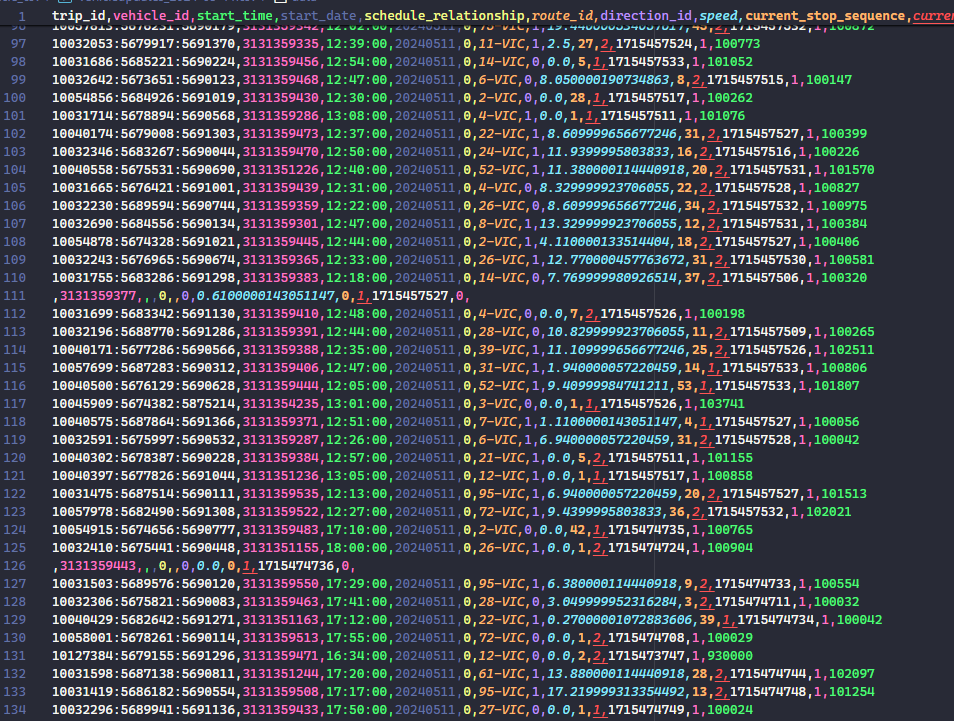 1 trip_id,vehicle_id,start_time,start_date,schedule_relationship,route_id,direction_id,speed,current_stop_sequence,curren
97 10032053:5679917:5691370,3131359335,12:39:00,20240511,0,11-VIC,1,2.5,27,2,1715457524,1,100773
98 10031686:5685221:5690224,3131359456,12:54:00,20240511,0,14-VIC,0,0.0,5,1,1715457533,1,101052
99 10032642:5673651:5690123,3131359468,12:47:00,20240511,0,6-VIC,0,8.050000190734863,8,2,1715457515,1,100147
100 10054856:5684926:5691019,3131359430,12:30:00,20240511,0,2-VIC,0,0.0,28,1,1715457517,1,100262
101 10031714:5678894:5690568,3131359286,13:08:00,20240511,0,4-VIC,1,0.0,1,1,1715457511,1,101076
102 10040174:5679008:5691303,3131359473,12:37:00,20240511,0,22-VIC,1,8.609999656677246,31,2,1715457527,1,100399
103 10032346:5683267:5690044,3131359470,12:50:00,20240511,0,24-VIC,1,11.9399995803833,16,2,1715457516,1,100226
104 10040558:5675531:5690690,3131351226,12:40:00,20240511,0,52-VIC,1,11.380000114440918,20,2,1715457531,1,101570
105 10031665:5676421:5691001,3131359439,12:31:00,20240511,0,4-VIC,0,8.329999923706055,22,2,1715457528,1,100827
106 10032230:5689594:5690744,3131359359,12:22:00,20240511,0,26-VIC,0,8.609999656677246,34,2,1715457532,1,100975
107 10032690:5684556:5690134,3131359301,12:47:00,20240511,0,8-VIC,1,13.329999923706055,12,2,1715457531,1,100384
108 10054878:5674328:5691021,3131359445,12:44:00,20240511,0,2-VIC,1,4.110000133514404,18,2,1715457527,1,100406
109 10032243:5676965:5690674,3131359365,12:33:00,20240511,0,26-VIC,1,12.770000457763672,31,2,1715457530,1,100581
110 10031755:5683286:5691298,3131359383,12:18:00,20240511,0,14-VIC,0,7.769999980926514,37,2,1715457506,1,100320
111 ,3131359377,,,0,,0,0.6100000143051147,0,1,1715457527,0,
112 10031699:5683342:5691130,3131359410,12:48:00,20240511,0,4-VIC,0,0.0,7,2,1715457526,1,100198
113 10032196:5688770:5691286,3131359391,12:44:00,20240511,0,28-VIC,0,10.829999923706055,11,2,1715457509,1,100265
114 10040171:5677286:5690566,3131359388,12:35:00,20240511,0,39-VIC,1,11.109999656677246,25,2,1715457526,1,102511
115 10057699:5687283:5690312,3131359406,12:47:00,20240511,0,31-VIC,1,1.940000057220459,14,1,1715457533,1,100806
116 10040500:5676129:5690628,3131359444,12:05:00,20240511,0,52-VIC,1,9.40999984741211,53,1,1715457533,1,101807
117 10045909:5674382:5875214,3131354235,13:01:00,20240511,0,3-VIC,0,0.0,1,1,1715457526,1,103741
118 10040575:5687864:5691366,3131359371,12:51:00,20240511,0,7-VIC,1,1.1100000143051147,4,1,1715457527,1,100056
119 10032591:5675997:5690532,3131359287,12:26:00,20240511,0,6-VIC,1,6.940000057220459,31,2,1715457528,1,100042
120 10040302:5678387:5690228,3131359384,12:57:00,20240511,0,21-VIC,1,0.0,5,2,1715457511,1,101155
121 10040397:5677826:5691044,3131351236,13:05:00,20240511,0,12-VIC,1,0.0,1,1,1715457517,1,100858
122 10031475:5687514:5690111,3131359535,12:13:00,20240511,0,95-VIC,1,6.940000057220459,20,2,1715457527,1,101513
123 10057978:5682490:5691308,3131359522,12:27:00,20240511,0,72-VIC,1,9.4399995803833,36,2,1715457532,1,102021
124 10054915:5674656:5690777,3131359483,17:10:00,20240511,0,2-VIC,0,0.0,42,1,1715474735,1,100765
125 10032410:5675441:5690448,3131351155,18:00:00,20240511,0,26-VIC,1,0.0,1,2,1715474724,1,100904
126 ,3131359443,,,0,,0,0.0,0,1,1715474736,0,
127 10031503:5689576:5690120,3131359550,17:29:00,20240511,0,95-VIC,1,6.380000114440918,9,2,1715474733,1,100554
128 10032306:5675821:5690083,3131359463,17:41:00,20240511,0,28-VIC,0,3.049999952316284,3,2,1715474711,1,100032
129 10040429:5682642:5691271,3131351163,17:12:00,20240511,0,22-VIC,1,0.27000001072883606,39,1,1715474734,1,100042
130 10058001:5678261:5690114,3131359513,17:55:00,20240511,0,72-VIC,0,0.0,1,2,1715474708,1,100029
131 10127384:5679155:5691296,3131359471,16:34:00,20240511,0,12-VIC,0,0.0,2,2,1715473747,1,930000
132 10031598:5687138:5690811,3131351244,17:20:00,20240511,0,61-VIC,1,13.880000114440918,28,2,1715474744,1,102097
133 10031419:5686182:5690554,3131359508,17:17:00,20240511,0,95-VIC,1,17.219999313354492,13,2,1715474748,1,101254
134 10032296:5689941:5691136,3131359433,17:50:00,20240511,0,27-VIC,0,0.0,1,1,1715474749,1,100024